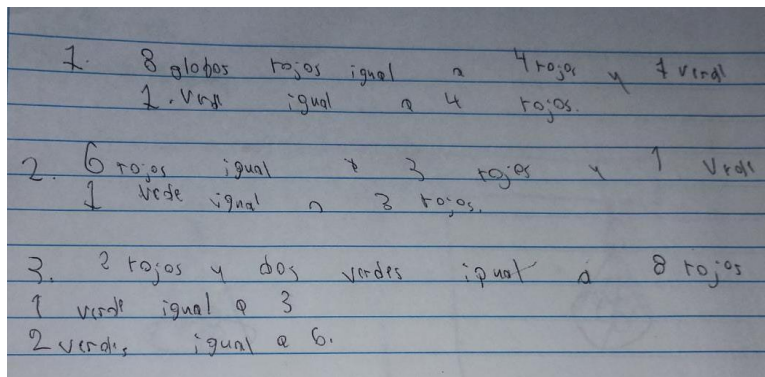 1. 8 globos rojos igual a 4 rojos y 1 verde
1. Verde igual a 4 rojos.
2. 6 rojos igual a 3 rojos y 1 Verde
1 Verde igual a 3 rojos.
3. 2 rojos y dos verdes igual a 8 rojos
1 verde igual a 3
2 verdes igual a 6.